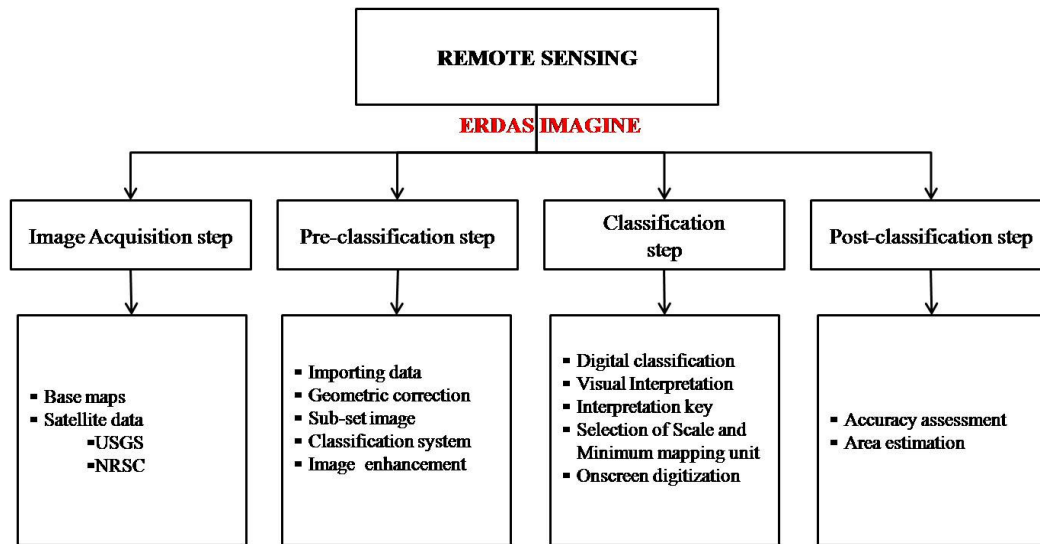 REMOTE SENSING
ERDAS IMAGINE
Image Acquisition step
Pre-classification step
Classification
step
Post-classification step
▪ Base maps
▪ Satellite data
▪USGS
▪NRSC
▪ Importing data
▪ Geometric correction
▪ Sub-set image
▪ Classification system
▪ Image enhancement
▪ Digital classification
▪ Visual Interpretation
▪ Interpretation key
▪ Selection of Scale and
Minimum mapping unit
▪ Onscreen digitization
▪ Accuracy assessment
▪ Area estimation